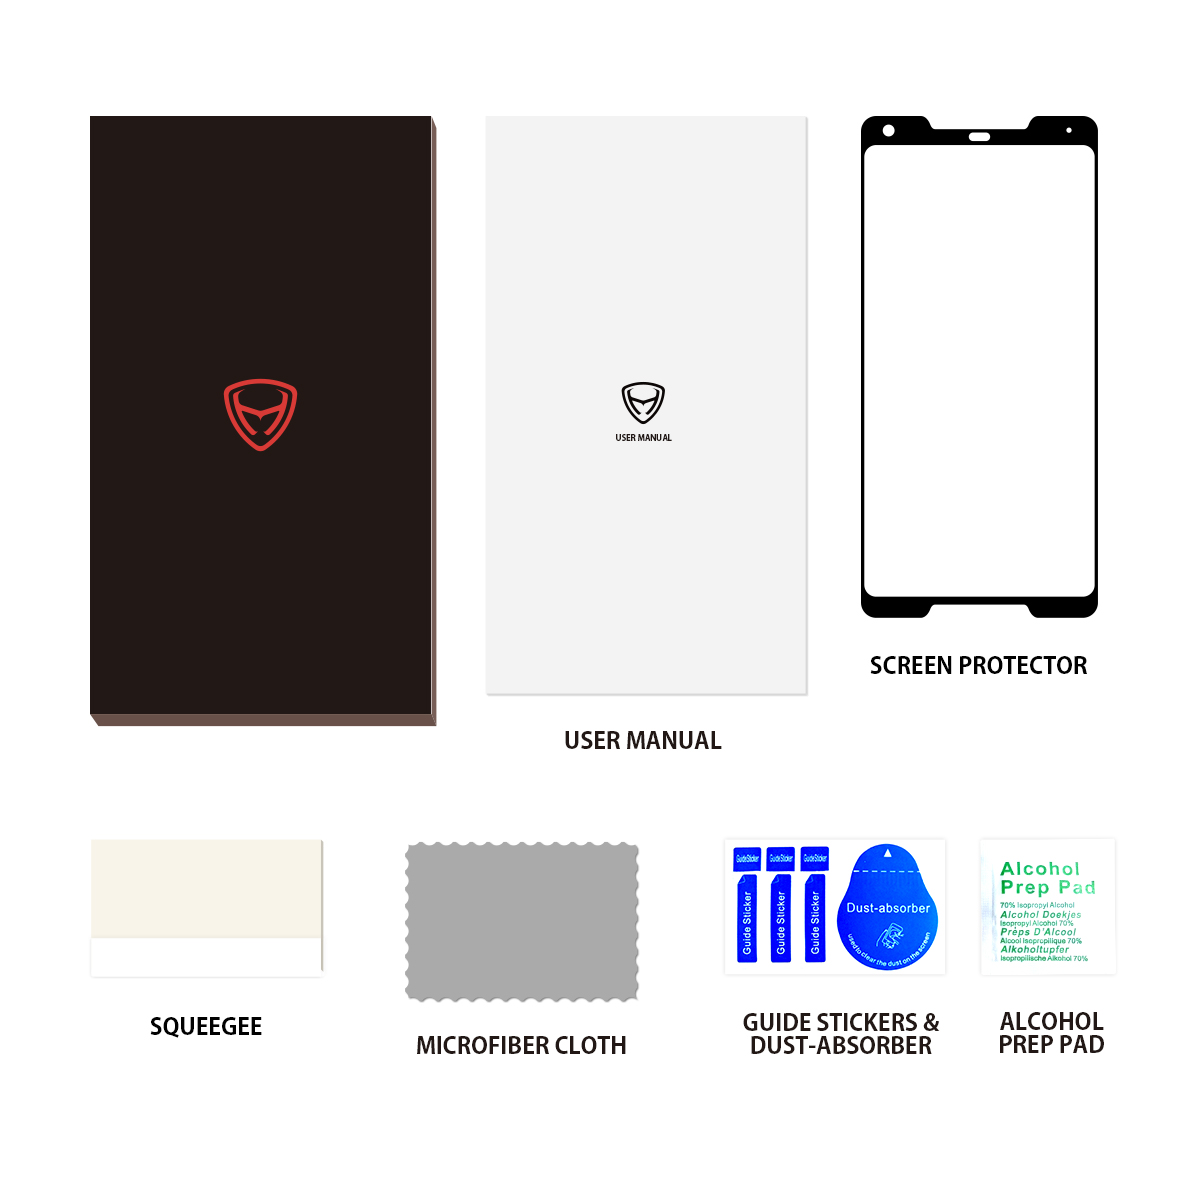 USER MANUAL
SCREEN PROTECTOR
USER MANUAL
Guide Sticker
Guide Sticker
Guide Sticker
Guide Sticker
Guide Sticker
Guide Sticker
Dust-absorber
used to clear the dust on the screen
Alcohol
Prep Pad
70% Isopropyl Alcohol
Alcohol Doekjes
Isopropyl Alcohol 70%
Prèps D'Alcool
Alcool Isoprupilique 70%
Alkoholtupfer
isopropilische Alkohol 70%
SQUEEGEE
MICROFIBER CLOTH
GUIDE STICKERS &
DUST-ABSORBER
ALCOHOL
PREP PAD